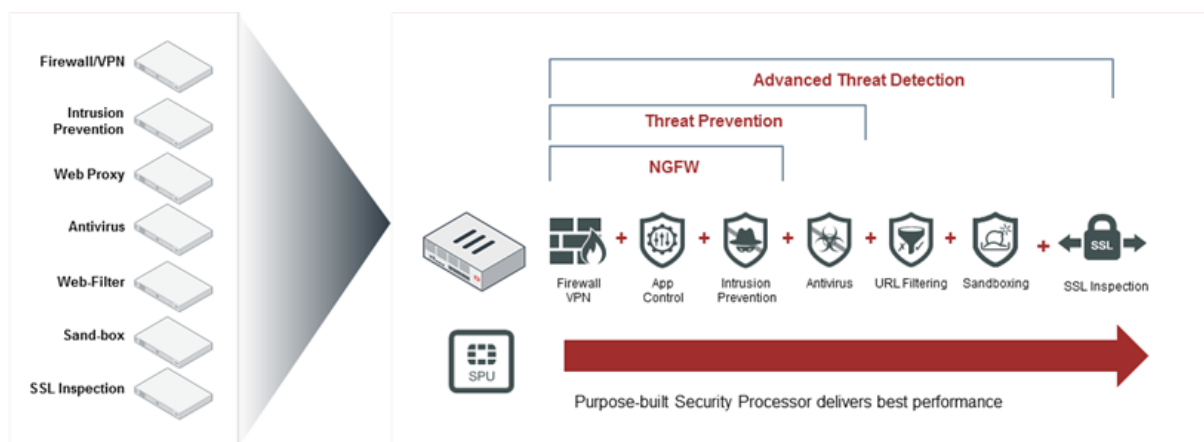 Firewall/VPN
Intrusion
Prevention
Web Proxy
Antivirus
Web-Filter
Sand-box
SSL Inspection
Advanced Threat Detection
Threat Prevention
NGFW
SSL
Firewall
VPN
App
Control
Intrusion
Prevention
Antivirus
URL Filtering
Sandboxing
SSL Inspection
SPU
Purpose-built Security Processor delivers best performance